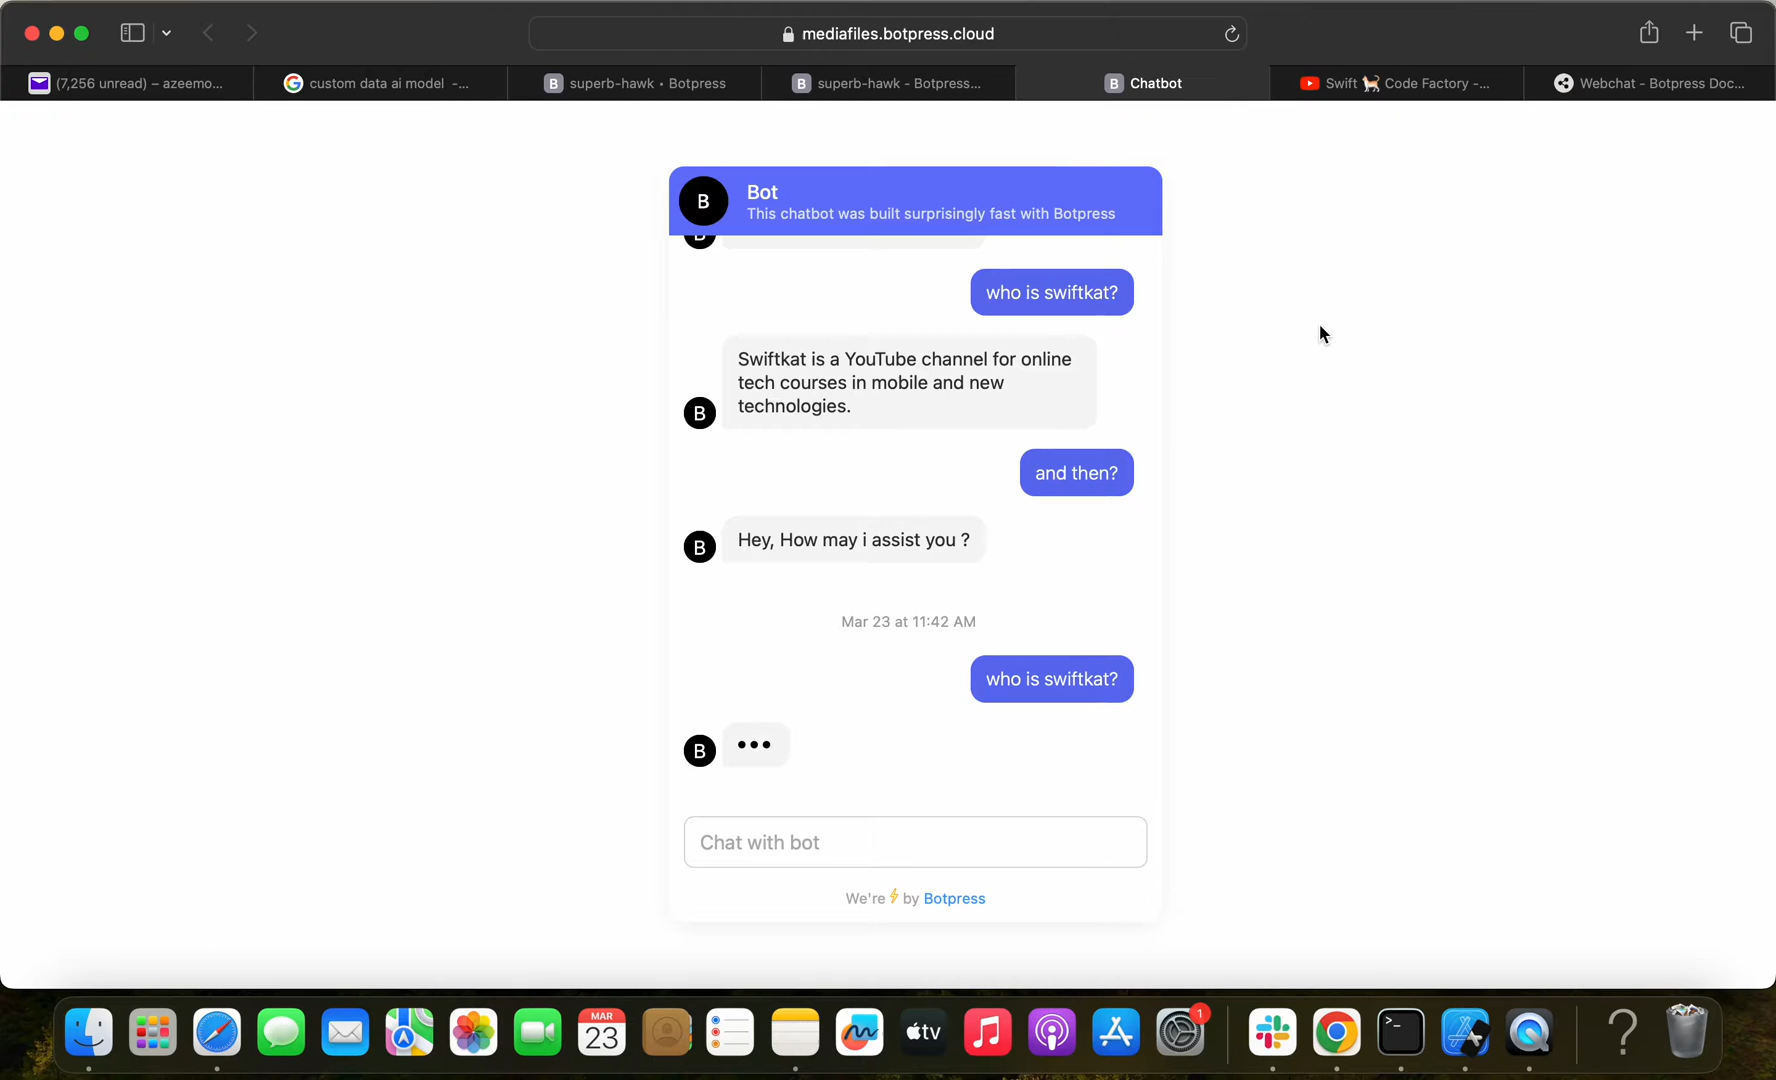 mediafiles.botpress.cloud
(7,256 unread) – azeemo...
custom data ai model -...
B superb-hawk • Botpress
B superb-hawk - Botpress...
B Chatbot
Swift 🐈 Code Factory -...
Webchat - Botpress Doc...
B
Bot
This chatbot was built surprisingly fast with Botpress
B
who is swiftkat?
Swiftkat is a YouTube channel for online
tech courses in mobile and new
technologies.
B
and then?
Hey, How may i assist you ?
B
Mar 23 at 11:42 AM
who is swiftkat?
B •••
Chat with bot
We're⚡by Botpress
MAR
23
tv
1
>_
?